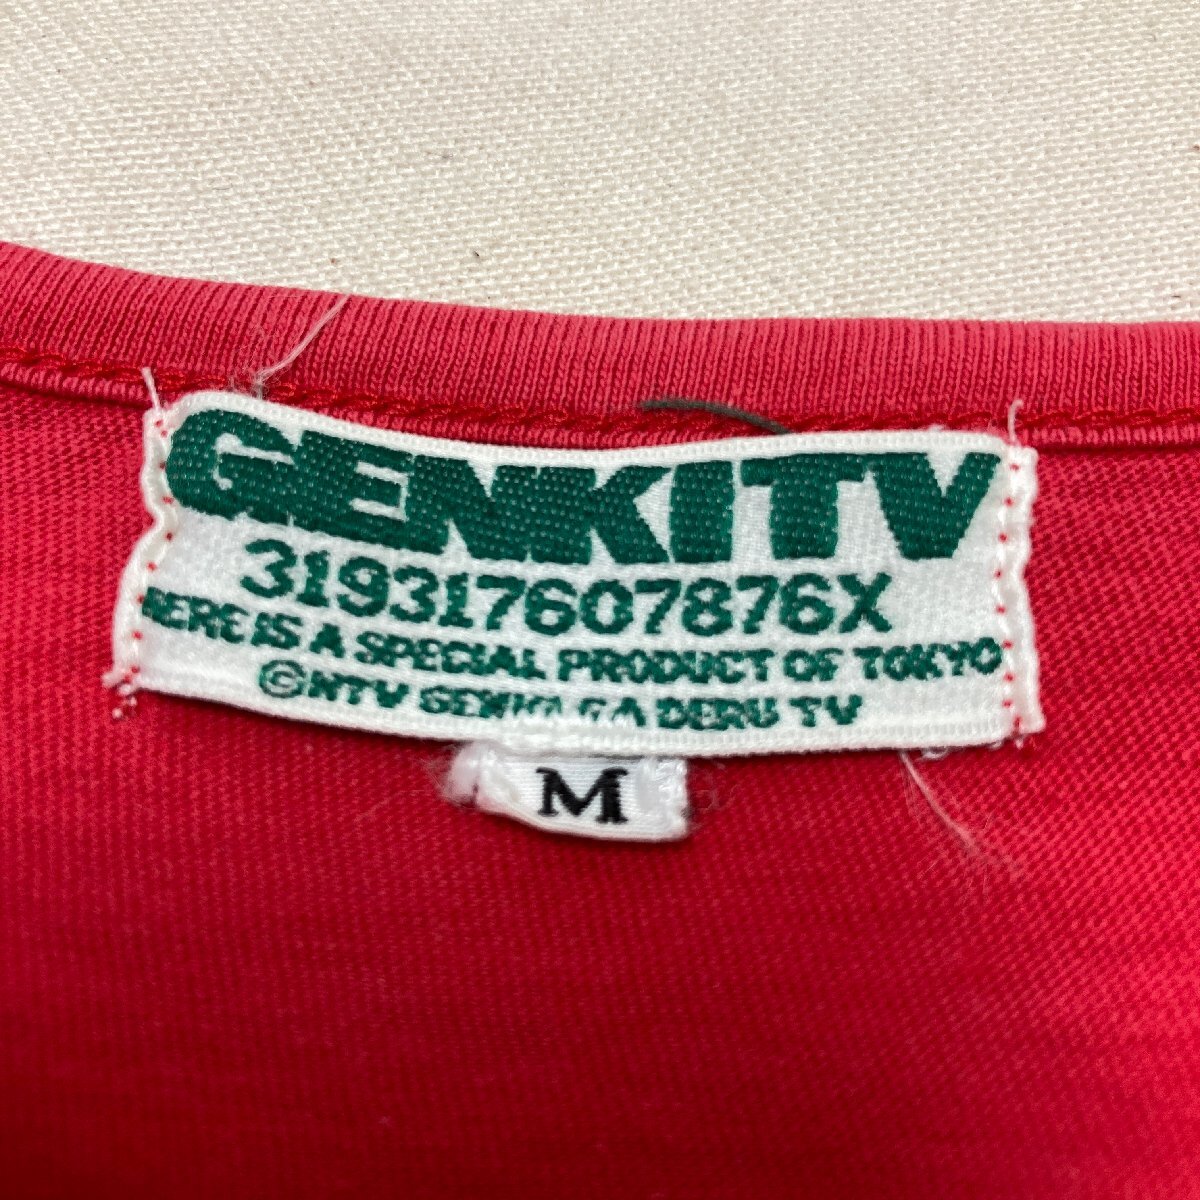 GENKITV
319317607876X
HERE IS A SPECIAL PRODUCT OF TOKYO
©NTV GENKI GA DERU TV
M